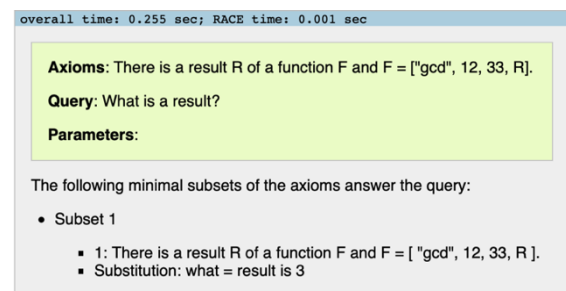 overall time: 0.255 sec; RACE time: 0.001 sec
Axioms: There is a result R of a function F and F = ["gcd", 12, 33, R].
Query: What is a result?
Parameters:
The following minimal subsets of the axioms answer the query:
• Subset 1
▪ 1: There is a result R of a function F and F = [ "gcd", 12, 33, R ].
▪ Substitution: what = result is 3